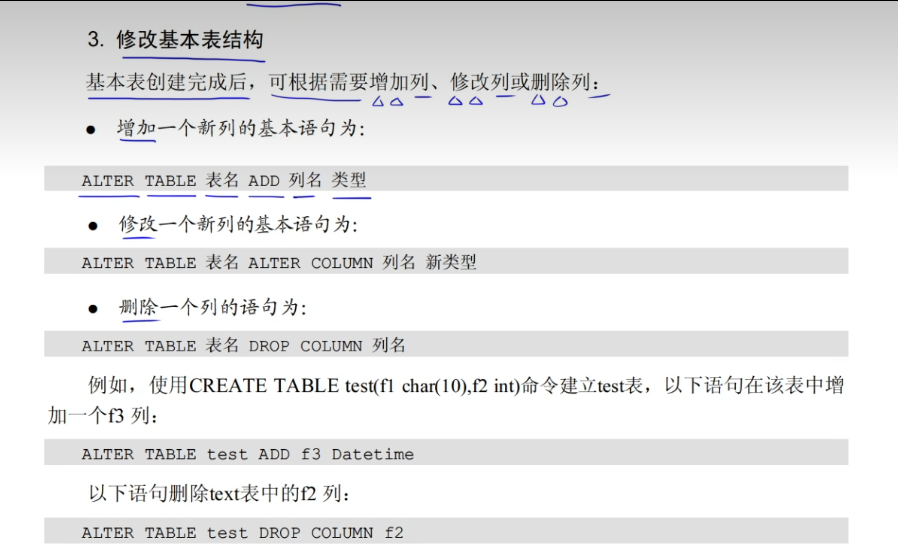 3. 修改基本表结构
基本表创建完成后，可根据需要增加列、修改列或删除列：
● 增加一个新列的基本语句为：
ALTER TABLE 表名 ADD 列名 类型
● 修改一个新列的基本语句为：
ALTER TABLE 表名 ALTER COLUMN 列名 新类型
● 删除一个列的语句为：
ALTER TABLE 表名 DROP COLUMN 列名
例如，使用CREATE TABLE test(f1 char(10),f2 int)命令建立test表，以下语句在该表中增
加一个f3 列：
ALTER TABLE test ADD f3 Datetime
以下语句删除text表中的f2 列：
ALTER TABLE test DROP COLUMN f2